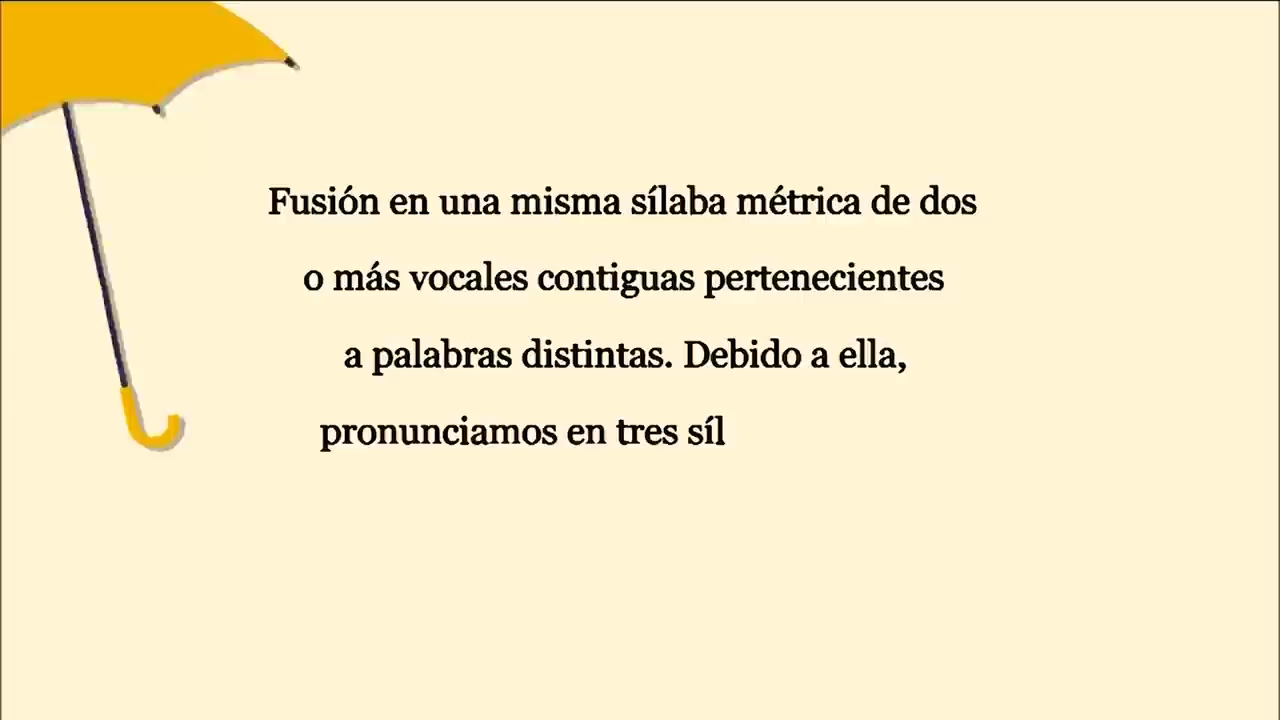 Fusión en una misma sílaba métrica de dos
o más vocales contiguas pertenecientes
a palabras distintas. Debido a ella,
pronunciamos en tres síl